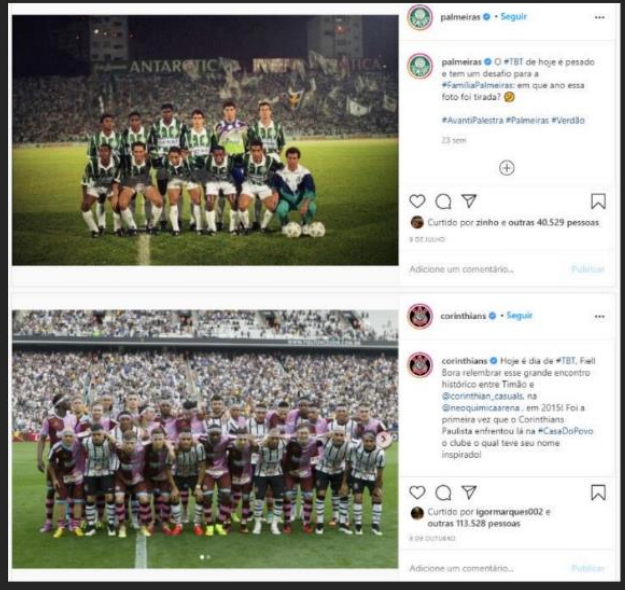 ANTARCTICA
palmeiras • Seguir
palmeiras O #TBT de hoje é pesado
e tem um desafio para a
#FamíliaPalmeiras: em que ano essa
foto foi tirada? 🤣
#AvantiPalestra #Palmeiras #Verdão
23 sem
Curtido por zinho e outras 40.529 pessoas
9 DE JULHO
Adicione um comentário...
Publicar
corinthians • Seguir
corinthians Hoje é dia de #TBT, Fiel!
Bora relembrar esse grande encontro
histórico entre Timão e
@corinthian_casuals, na
@neoquimicaarena, em 2015! Foi a
primeira vez que o Corinthians
Paulista enfrentou lá na #CasaDoPovo
o clube o qual teve seu nome
inspirado!
Curtido por igormarques002 e
outras 113.528 pessoas
8 DE OUTUBRO
Adicione um comentário...
Publicar